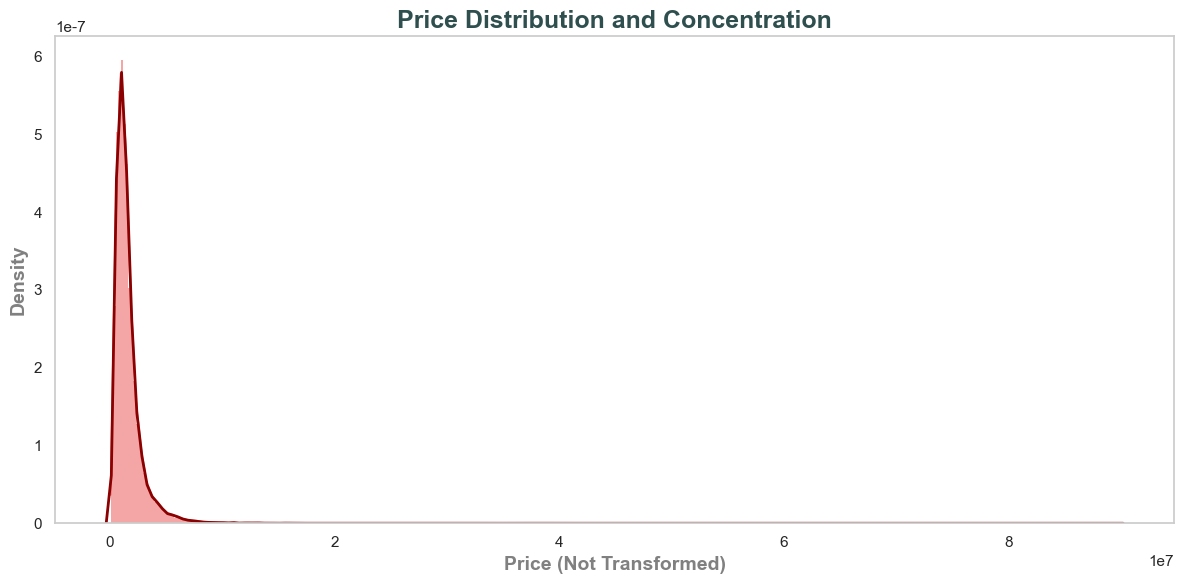 Price Distribution and Concentration
1e-7
6
5
4
3
2
1
0
Density
0 2 4 6 8
1e7
Price (Not Transformed)